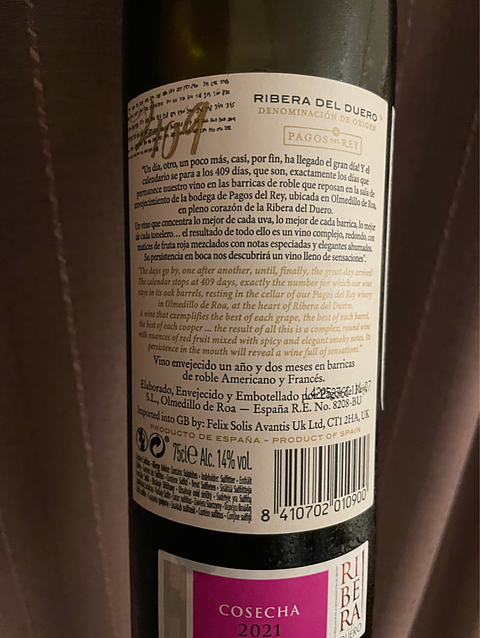 409
RIBERA DEL DUERO
DENOMINACIÓN DE ORIGEN
PAGOS DEL REY
"Un día, otro, un poco más, casi, por fin, ha llegado el gran día! Y el
calendario se para a los 409 días, que son, exactamente los días que
permanece nuestro vino en las barricas de roble que reposan en la sala de
envejecimiento de la bodega de Pagos del Rey, ubicada en Olmedillo de Roa,
en pleno corazón de la Ribera del Duero.
Un vino que concentra lo mejor de cada uva, lo mejor de cada barrica, lo mejor
de cada tonelero... el resultado de todo ello es un vino complejo, redondo, con
matices de fruta roja mezclados con notas especiadas y elegantes ahumados.
Su persistencia en boca nos descubrirá un vino lleno de sensaciones".
"The days go by, one after another, until, finally, the great day arrives!
The calendar stops at 409 days, exactly the number for which our wine
stays in its oak barrels, resting in the cellar of our Pagos del Rey winery
in Olmedillo de Roa, at the heart of Ribera del Duero.
A wine that exemplifies the best of each grape, the best of each barrel,
the best of each cooper ... the result of all this is a complex, round wine
with nuances of red fruit mixed with spicy and elegant smoky notes. Its
persistence in the mouth will reveal a wine full of sensations."
Vino envejecido un año y dos meses en barricas
de roble Americano y Francés.
Elaborado, Envejecido y Embotellado por Pagos del Rey
S.L., Olmedillo de Roa – España R.E. No. 8208-BU
Imported into GB by: Felix Solis Avantis Uk Ltd, CT1 2HA, UK
PRODUCTO DE ESPAÑA - PRODUCT OF SPAIN
75cl e Alc. 14% vol.
8 410702 010900
COSECHA
2021
RIBERA